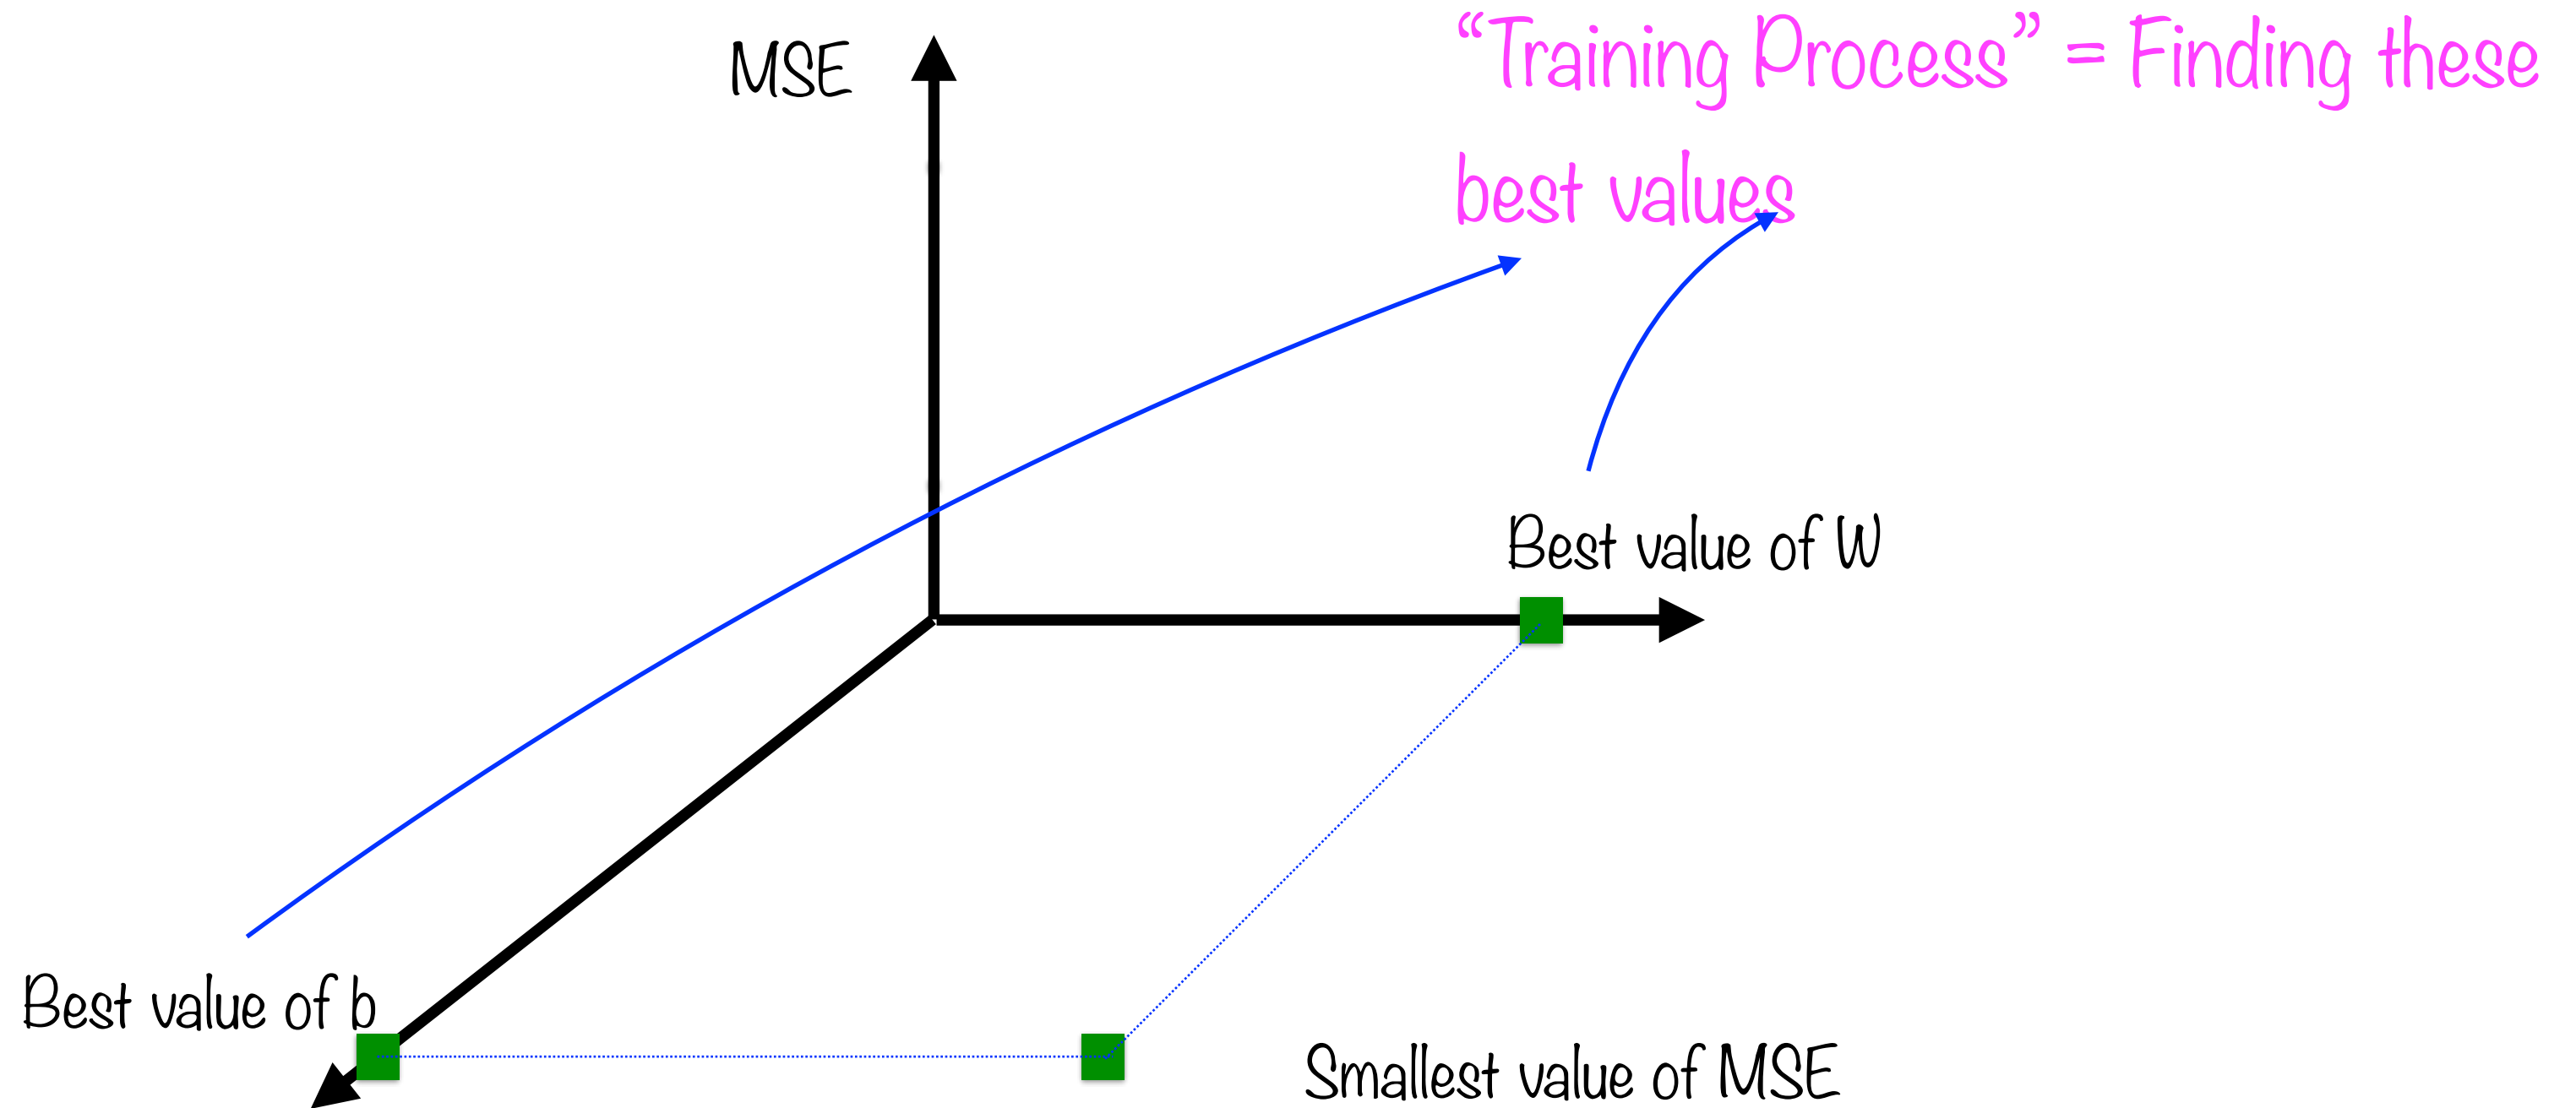 MSE
“Training Process” = Finding these
best values
Best value of W
Best value of b
Smallest value of MSE